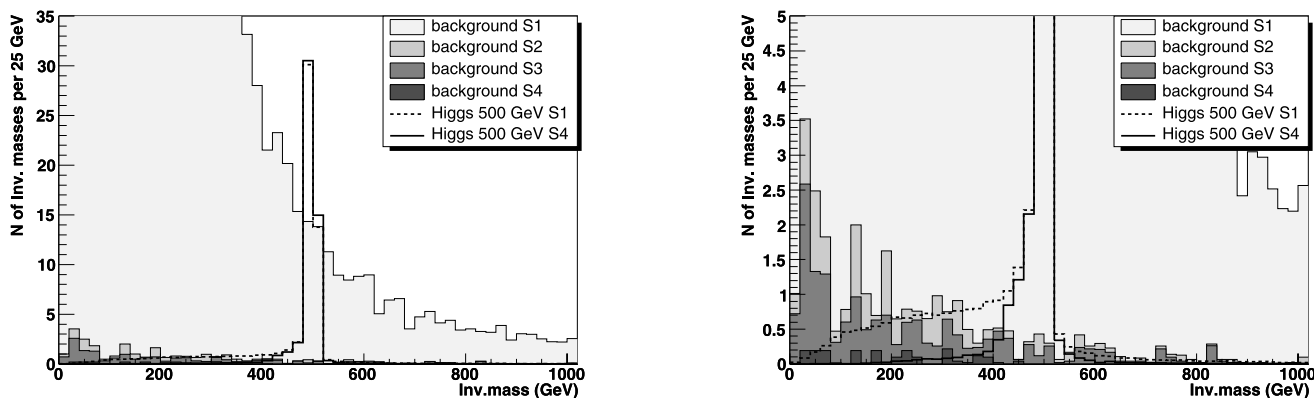 N of Inv. masses per 25 GeV
35
30
25
20
15
10
5
0
background S1
background S2
background S3
background S4
Higgs 500 GeV S1
Higgs 500 GeV S4
0 200 400 600 800 1000
Inv.mass (GeV)
N of Inv. masses per 25 GeV
5
4.5
4
3.5
3
2.5
2
1.5
1
0.5
0
background S1
background S2
background S3
background S4
Higgs 500 GeV S1
Higgs 500 GeV S4
0 200 400 600 800 1000
Inv.mass (GeV)